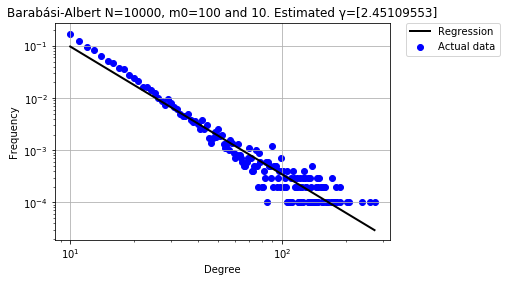 Barabási-Albert N=10000, m0=100 and 10. Estimated γ=[2.45109553]
Regression
Actual data
10⁻¹
10⁻²
10⁻³
10⁻⁴
Frequency
10¹
10²
Degree